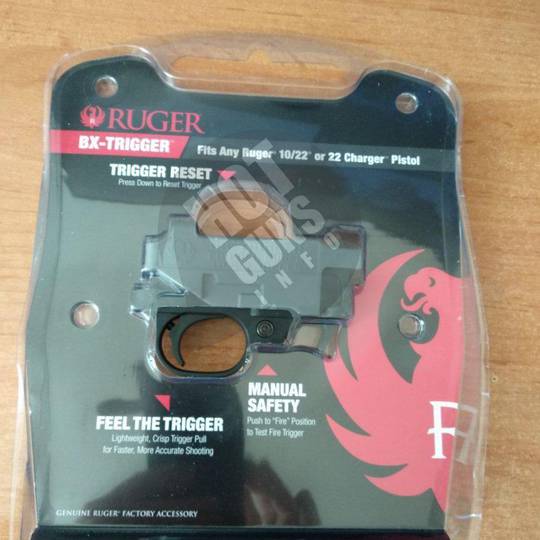 RUGER
BX-TRIGGER™
Fits Any Ruger® 10/22® or 22 Charger™ Pistol
TRIGGER RESET
Press Down to Reset Trigger
HOT
GUNS
INFO
MANUAL
SAFETY
Push to "Fire" Position
to Test Fire Trigger
FEEL THE TRIGGER
Lightweight, Crisp Trigger Pull
for Faster, More Accurate Shooting
R
GENUINE RUGER® FACTORY ACCESSORY